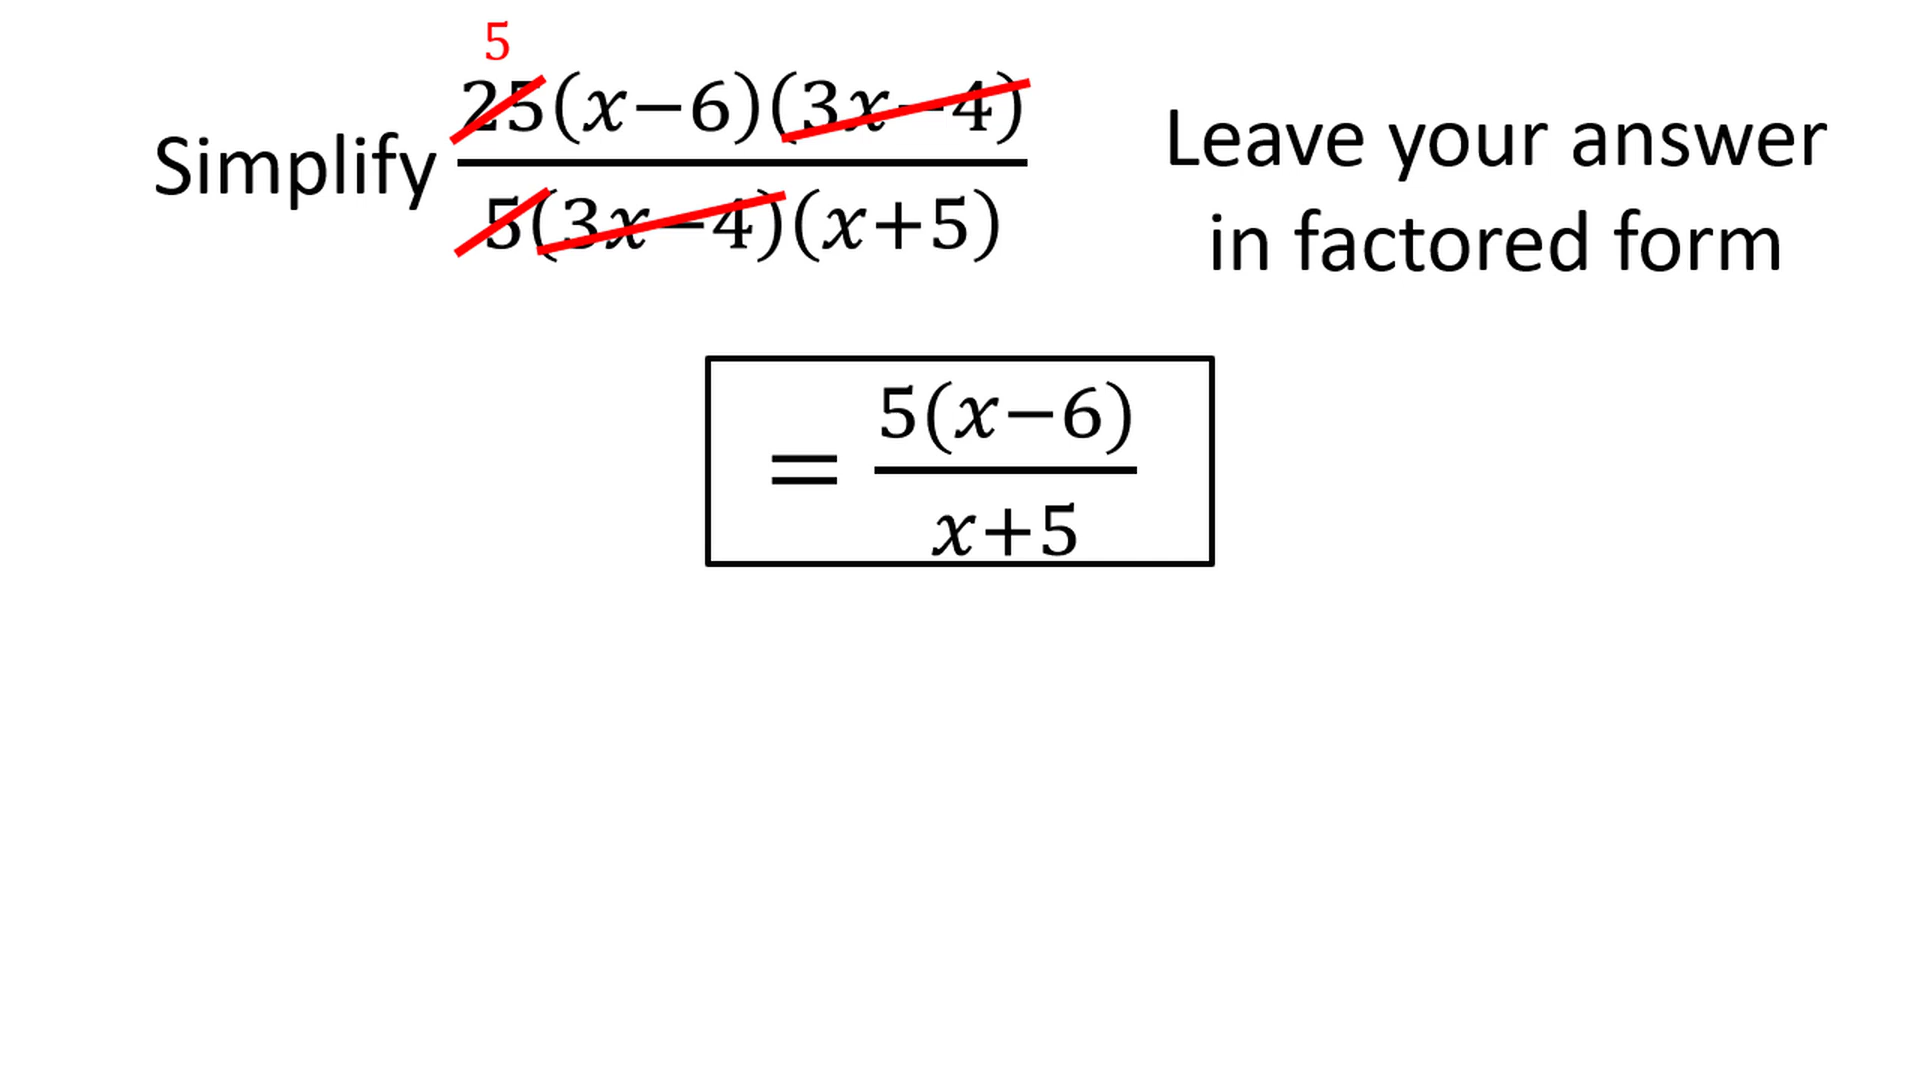 5
Simplify 25(x−6)(3x−4)
5(3x−4)(x+5)
Leave your answer
in factored form
= 5(x−6)
x+5